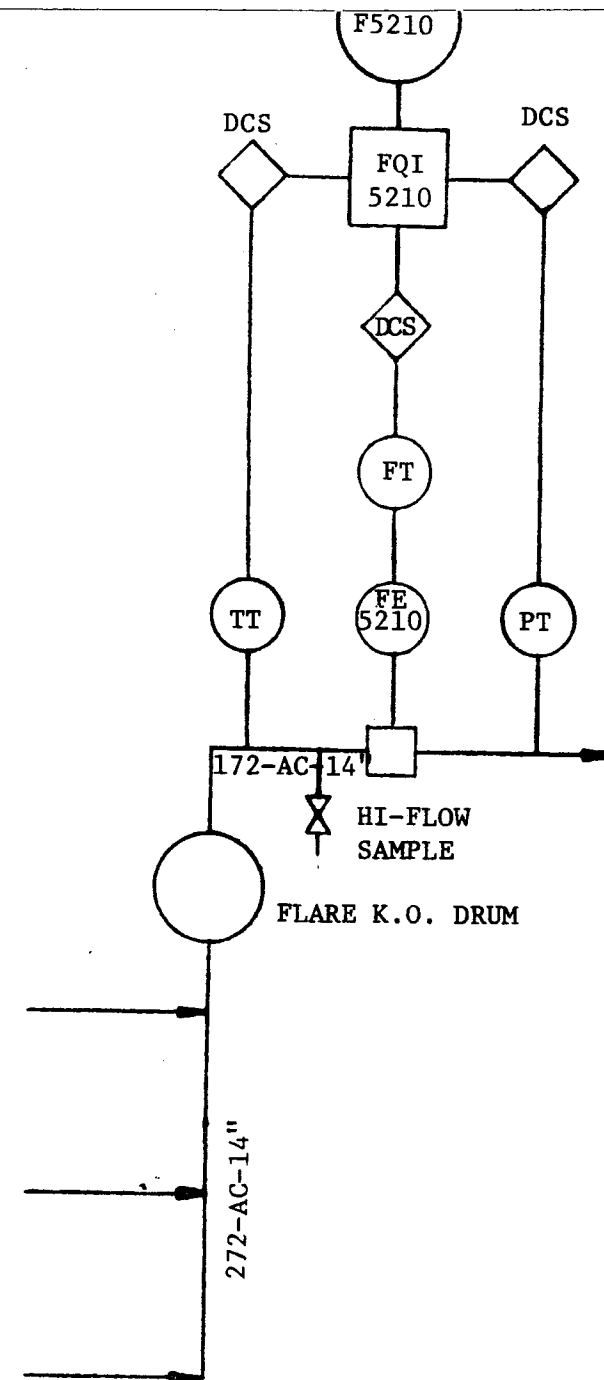 F5210
DCS
DCS
FQI
5210
DCS
FT
TT
FE
5210
PT
172-AC-14"
HI-FLOW
SAMPLE
FLARE K.O. DRUM
272-AC-14"